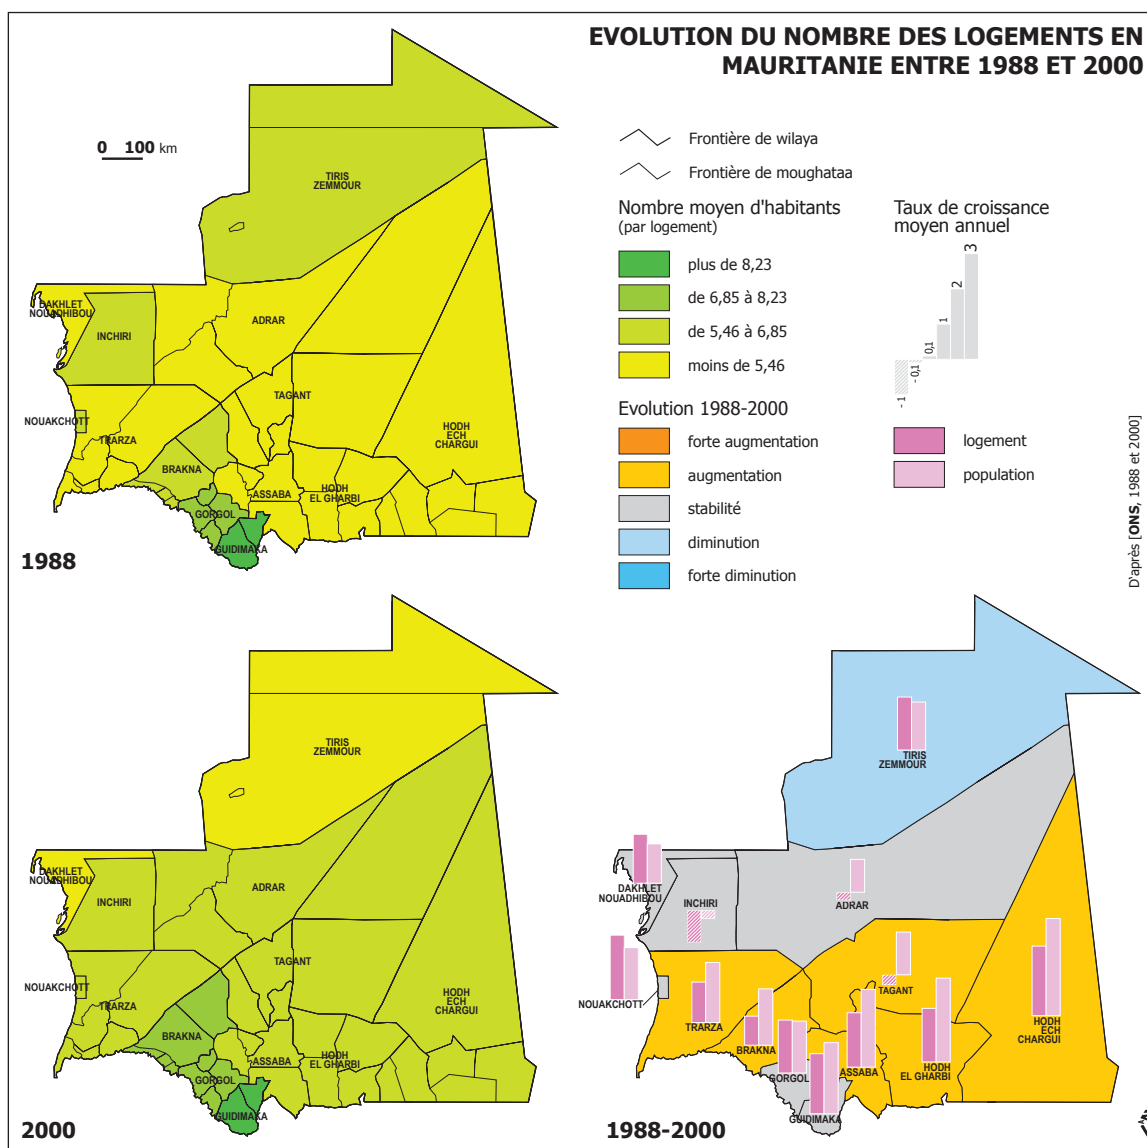 EVOLUTION DU NOMBRE DES LOGEMENTS EN
MAURITANIE ENTRE 1988 ET 2000
0 100 km
Frontière de wilaya
Frontière de moughataa
Nombre moyen d'habitants
(par logement)
plus de 8,23
de 6,85 à 8,23
de 5,46 à 6,85
moins de 5,46
Evolution 1988-2000
forte augmentation
augmentation
stabilité
diminution
forte diminution
Taux de croissance
moyen annuel
- 1
- 0,1
0,1
1
2
3
logement
population
D'après [ONS, 1988 et 2000]
TIRIS
ZEMMOUR
DAKHLET
NOUADHIBOU
INCHIRI
ADRAR
NOUAKCHOTT
TRARZA
TAGANT
HODH
ECH
CHARGUI
BRAKNA
ASSABA
HODH
EL GHARBI
GORGOL
GUIDIMAKA
1988
TIRIS
ZEMMOUR
DAKHLET
NOUADHIBOU
INCHIRI
ADRAR
NOUAKCHOTT
TRARZA
TAGANT
HODH
ECH
CHARGUI
BRAKNA
ASSABA
HODH
EL GHARBI
GORGOL
GUIDIMAKA
2000
TIRIS
ZEMMOUR
DAKHLET
NOUADHIBOU
INCHIRI
ADRAR
NOUAKCHOTT
TRARZA
TAGANT
HODH
ECH
CHARGUI
BRAKNA
GORGOL
ASSABA
HODH
EL GHARBI
GUIDIMAKA
1988-2000